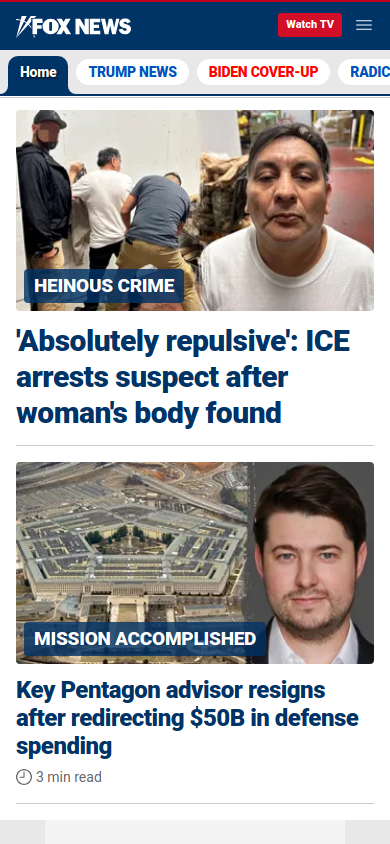 FOX NEWS
Watch TV
Home
TRUMP NEWS
BIDEN COVER-UP
RADIC
HEINOUS CRIME
'Absolutely repulsive': ICE
arrests suspect after
woman's body found
MISSION ACCOMPLISHED
Key Pentagon advisor resigns
after redirecting $50B in defense
spending
3 min read